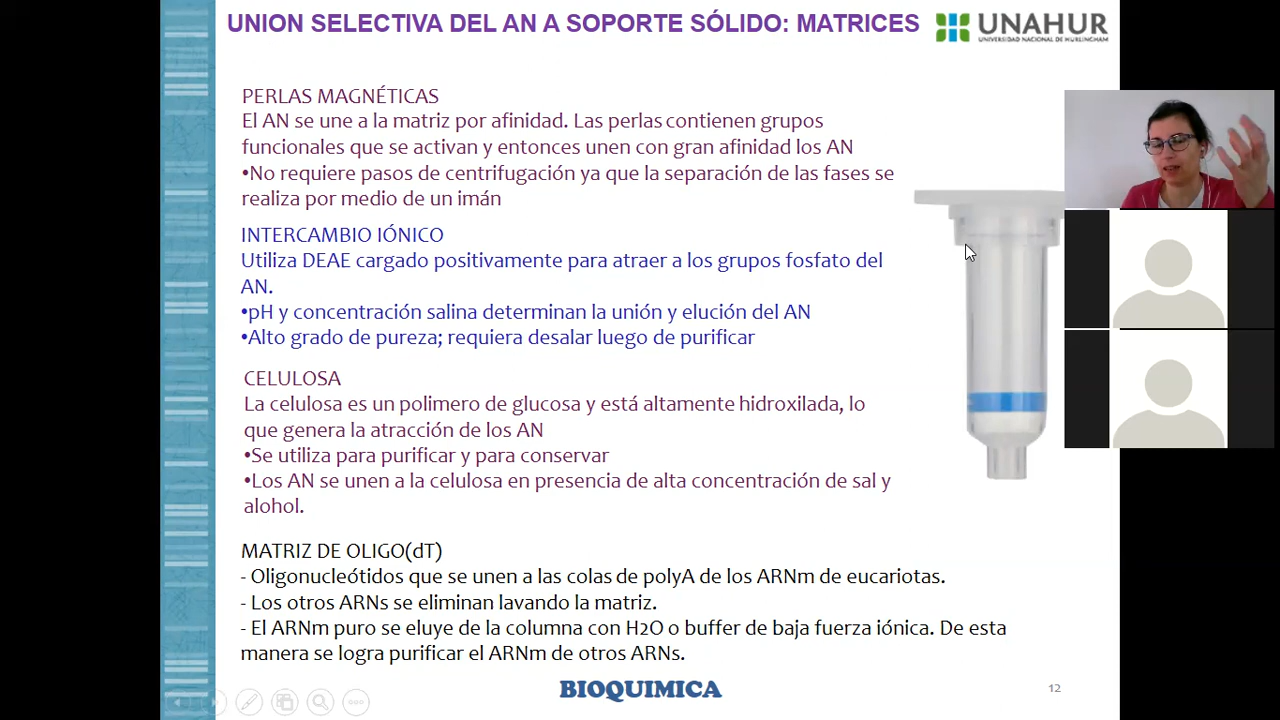 UNION SELECTIVA DEL AN A SOPORTE SÓLIDO: MATRICES
UNAHUR
UNIVERSIDAD NACIONAL DE HURLINGHAM
PERLAS MAGNÉTICAS
El AN se une a la matriz por afinidad. Las perlas contienen grupos
funcionales que se activan y entonces unen con gran afinidad los AN
•No requiere pasos de centrifugación ya que la separación de las fases se
realiza por medio de un imán
INTERCAMBIO IÓNICO
Utiliza DEAE cargado positivamente para atraer a los grupos fosfato del
AN.
•pH y concentración salina determinan la unión y elución del AN
•Alto grado de pureza; requiera desalar luego de purificar
CELULOSA
La celulosa es un polimero de glucosa y está altamente hidroxilada, lo
que genera la atracción de los AN
•Se utiliza para purificar y para conservar
•Los AN se unen a la celulosa en presencia de alta concentración de sal y
alohol.
MATRIZ DE OLIGO(dT)
- Oligonucleótidos que se unen a las colas de polyA de los ARNm de eucariotas.
- Los otros ARNs se eliminan lavando la matriz.
- El ARNm puro se eluye de la columna con H2O o buffer de baja fuerza iónica. De esta
manera se logra purificar el ARNm de otros ARNs.
BIOQUIMICA
12